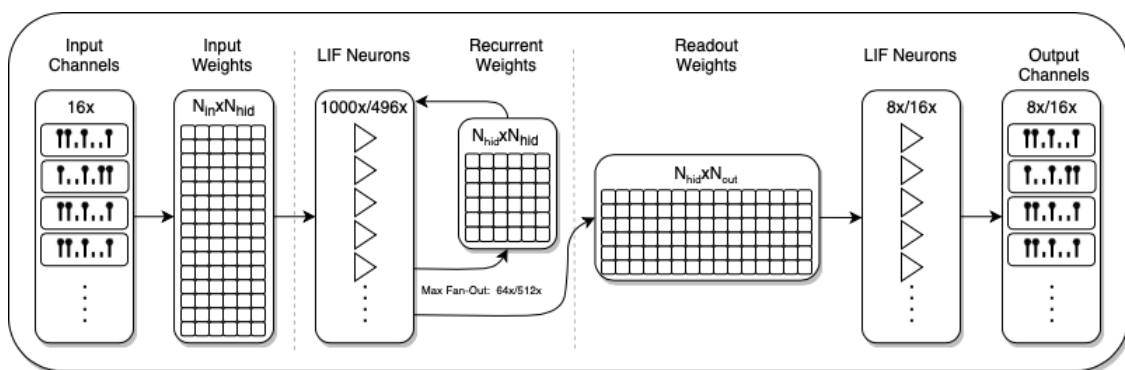 Input
Channels
Input
Weights
LIF Neurons
Recurrent
Weights
Readout
Weights
LIF Neurons
Output
Channels
16x
NinxNhid
1000x/496x
NhidxNhid
Max Fan-Out: 64x/512x
NhidxNout
8x/16x
8x/16x